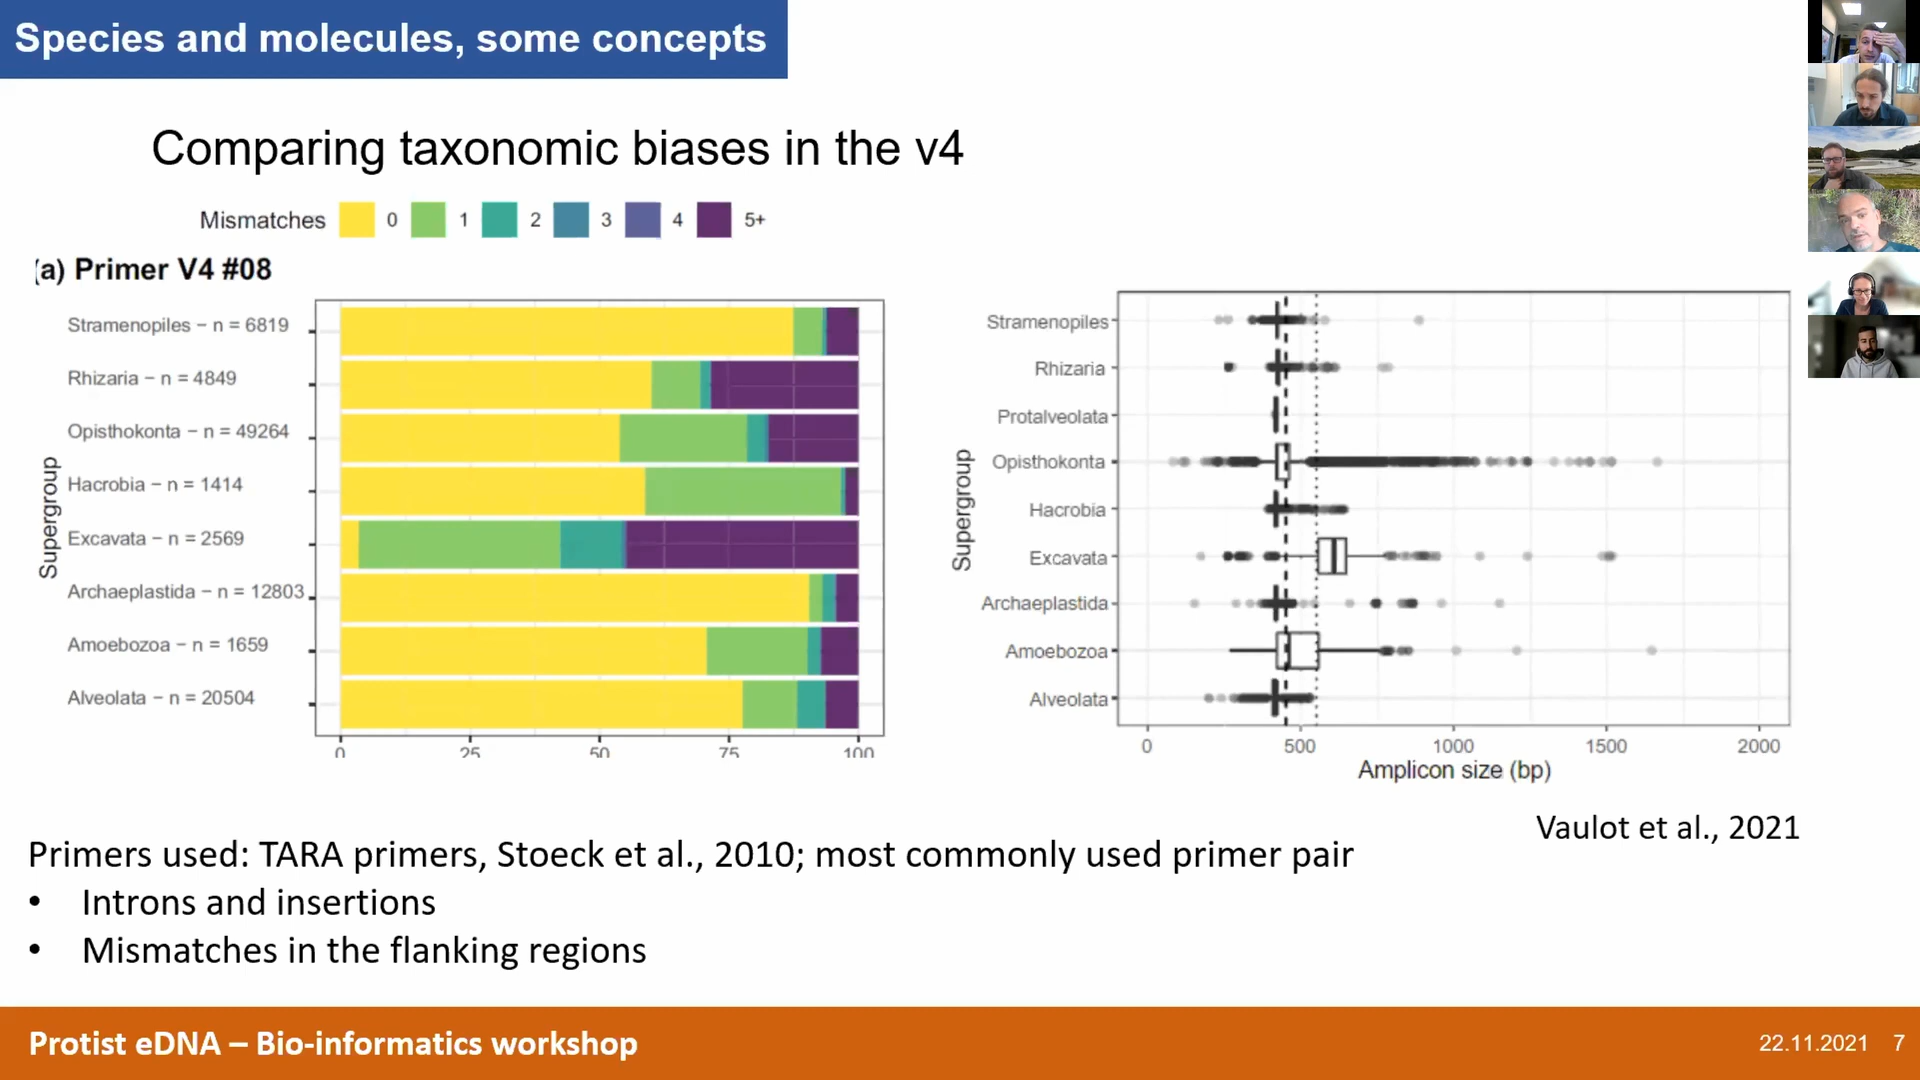 Species and molecules, some concepts
Comparing taxonomic biases in the v4
Mismatches 0 1 2 3 4 5+
(a) Primer V4 #08
Supergroup
Stramenopiles – n = 6819
Rhizaria – n = 4849
Opisthokonta – n = 49264
Hacrobia – n = 1414
Excavata – n = 2569
Archaeplastida – n = 12803
Amoebozoa – n = 1659
Alveolata – n = 20504
0 25 50 75 100
Supergroup
Stramenopiles
Rhizaria
Protalveolata
Opisthokonta
Hacrobia
Excavata
Archaeplastida
Amoebozoa
Alveolata
0 500 1000 1500 2000
Amplicon size (bp)
Vaulot et al., 2021
Primers used: TARA primers, Stoeck et al., 2010; most commonly used primer pair
• Introns and insertions
• Mismatches in the flanking regions
Protist eDNA – Bio-informatics workshop
22.11.2021 7